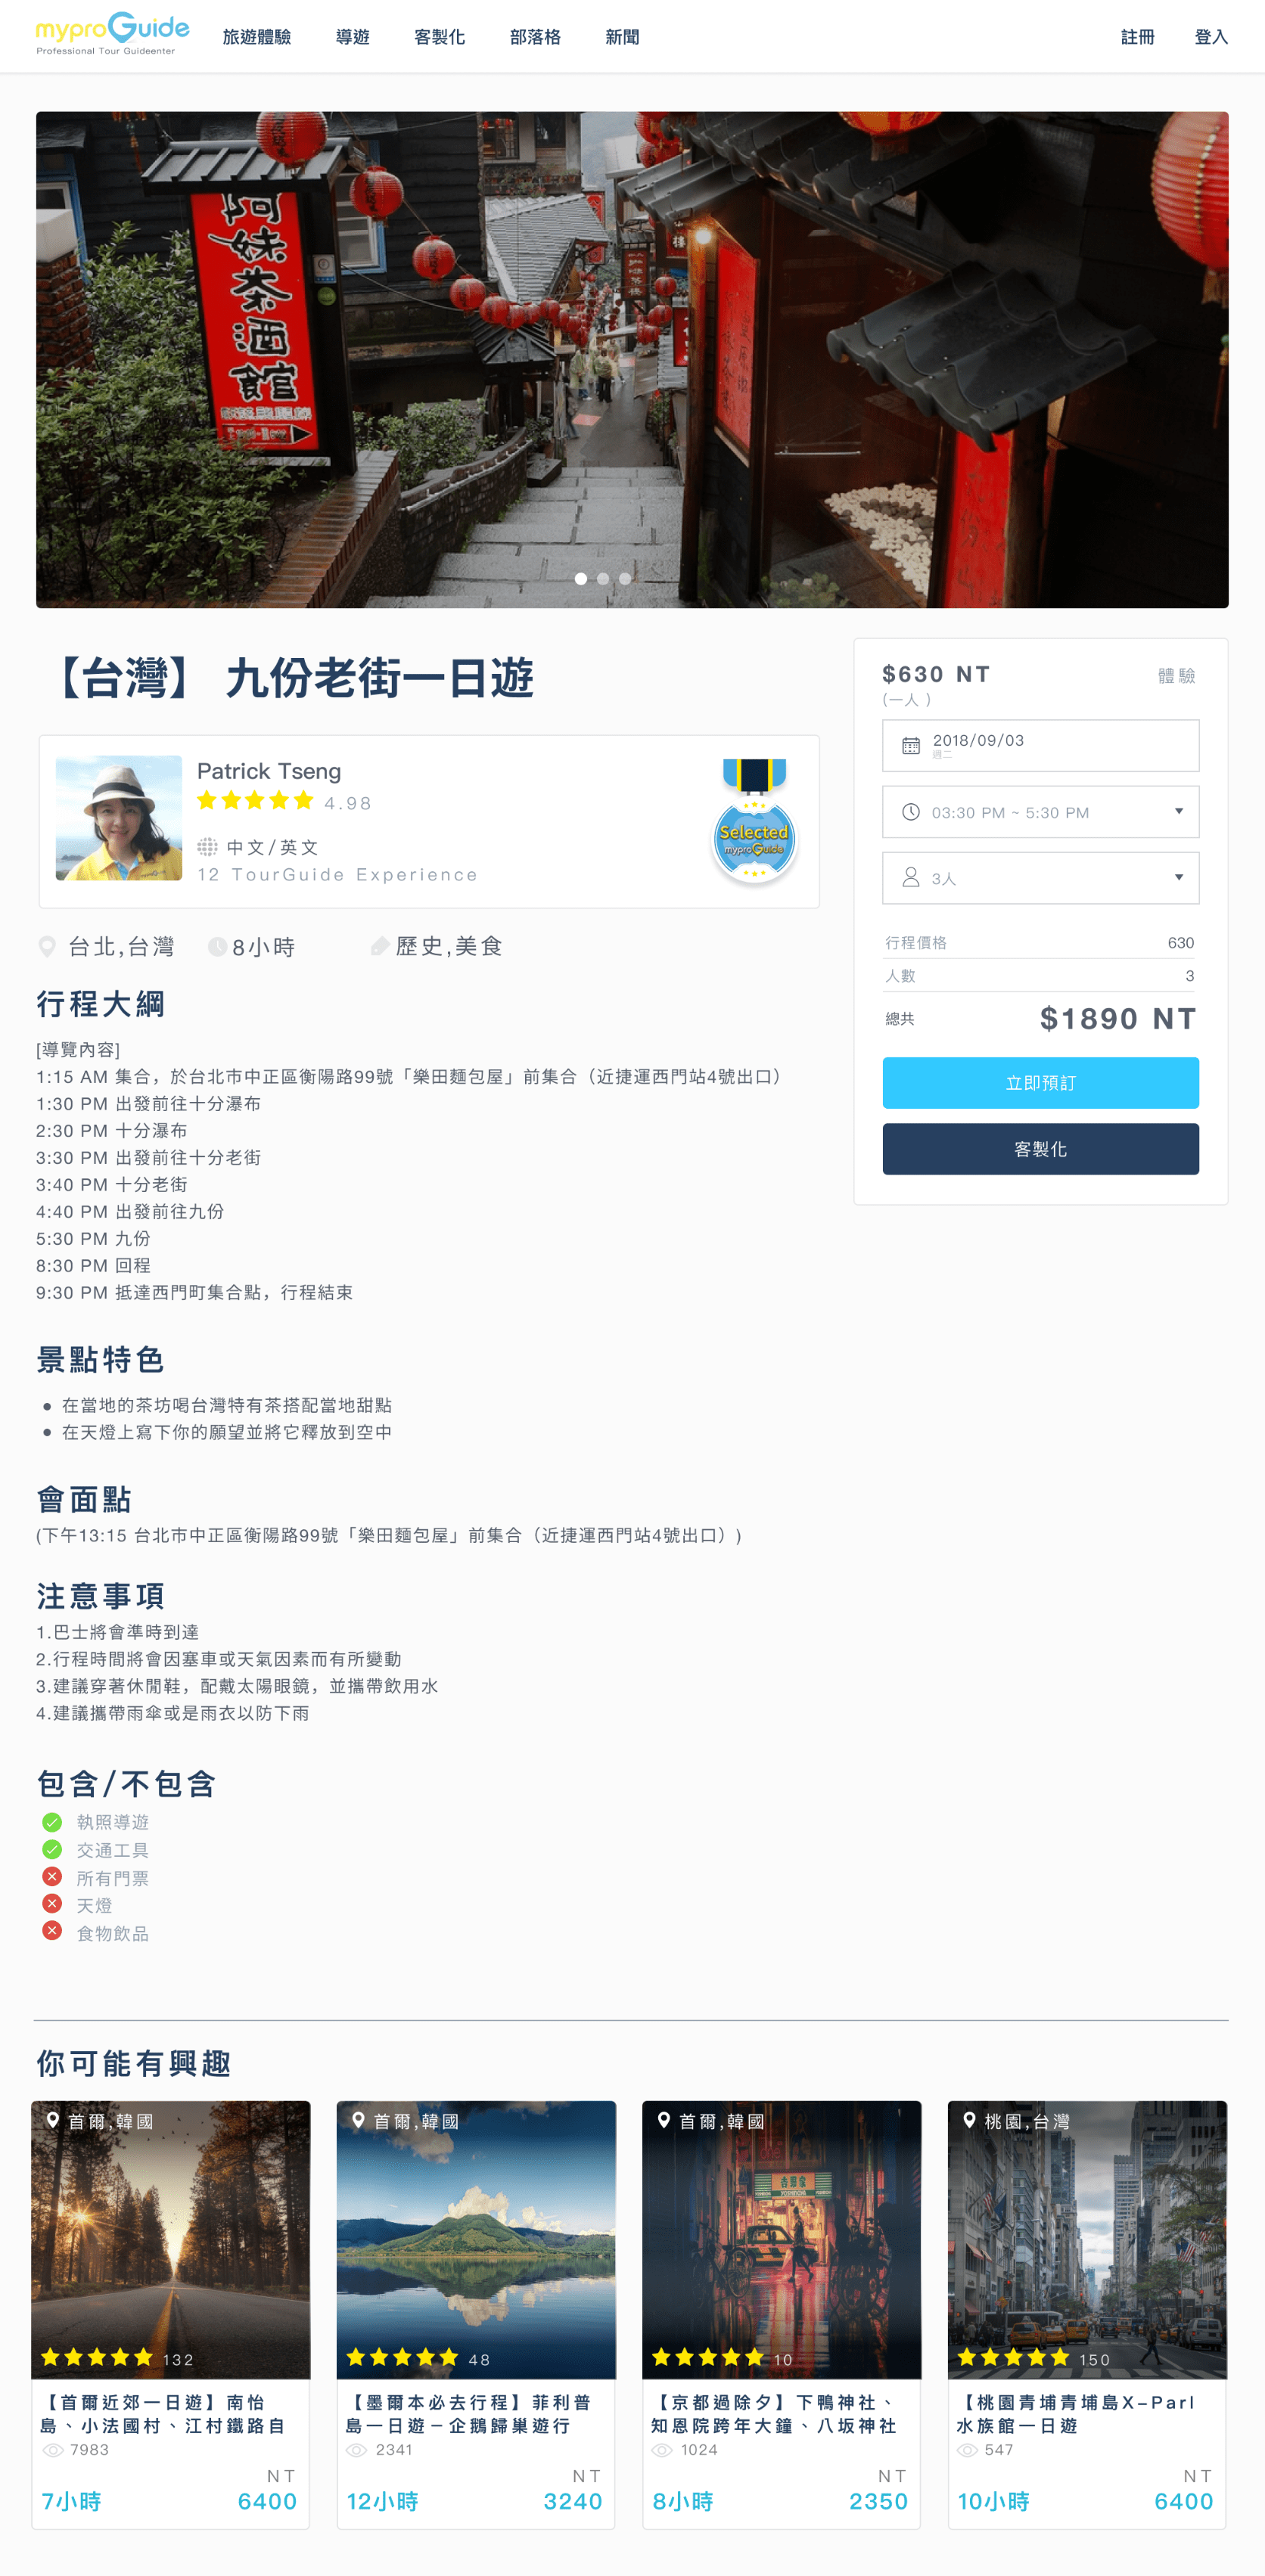 myproGuide
Professional Tour Guideenter
旅遊體驗 導遊 客製化 部落格 新聞 註冊 登入
阿妹茶酒館
【台灣】 九份老街一日遊
Patrick Tseng
4.98
中文/英文
12 TourGuide Experience
Selected
myproGuide
台北,台灣 8小時 歷史,美食
行程大綱
[導覽內容]
1:15 AM 集合，於台北市中正區衡陽路99號「樂田麵包屋」前集合（近捷運西門站4號出口）
1:30 PM 出發前往十分瀑布
2:30 PM 十分瀑布
3:30 PM 出發前往十分老街
3:40 PM 十分老街
4:40 PM 出發前往九份
5:30 PM 九份
8:30 PM 回程
9:30 PM 抵達西門町集合點，行程結束
景點特色
• 在當地的茶坊喝台灣特有茶搭配當地甜點
• 在天燈上寫下你的願望並將它釋放到空中
會面點
(下午13:15 台北市中正區衡陽路99號「樂田麵包屋」前集合（近捷運西門站4號出口）)
注意事項
1.巴士將會準時到達
2.行程時間將會因塞車或天氣因素而有所變動
3.建議穿著休閒鞋，配戴太陽眼鏡，並攜帶飲用水
4.建議攜帶雨傘或是雨衣以防下雨
包含/不包含
執照導遊
交通工具
所有門票
天燈
食物飲品
$630 NT 體驗
(一人 )
2018/09/03
週二
03:30 PM ~ 5:30 PM
3人
行程價格 630
人數 3
總共 $1890 NT
立即預訂
客製化
你可能有興趣
首爾,韓國
132
【首爾近郊一日遊】南怡
島、小法國村、江村鐵路自
7983
NT
7小時 6400
首爾,韓國
48
【墨爾本必去行程】菲利普
島一日遊－企鵝歸巢遊行
2341
NT
12小時 3240
首爾,韓國
吉野家
YOSHINOYA
10
【京都過除夕】下鴨神社、
知恩院跨年大鐘、八坂神社
1024
NT
8小時 2350
桃園,台灣
150
【桃園青埔青埔島X-Parl
水族館一日遊
547
NT
10小時 6400